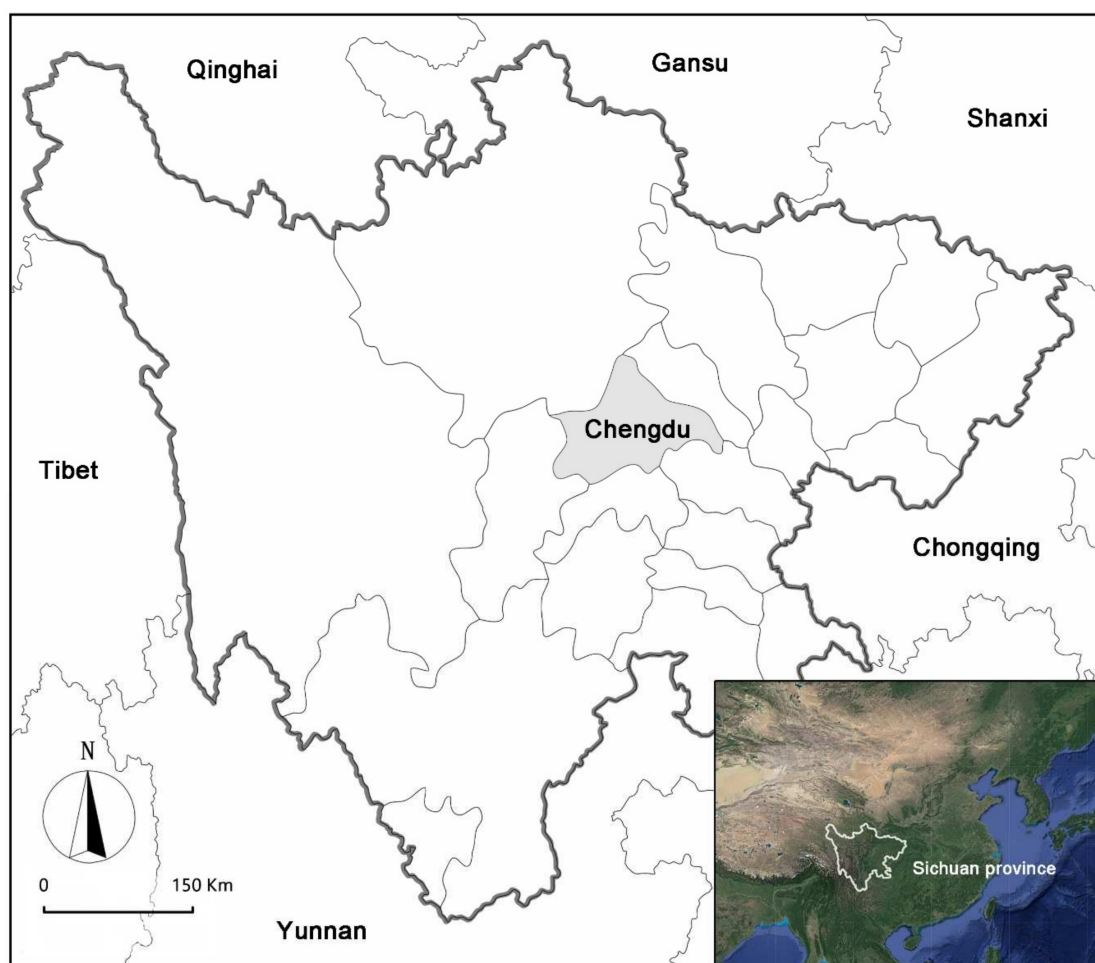 Qinghai
Gansu
Shanxi
Chengdu
Tibet
Chongqing
N
0 150 Km
Sichuan province
Yunnan